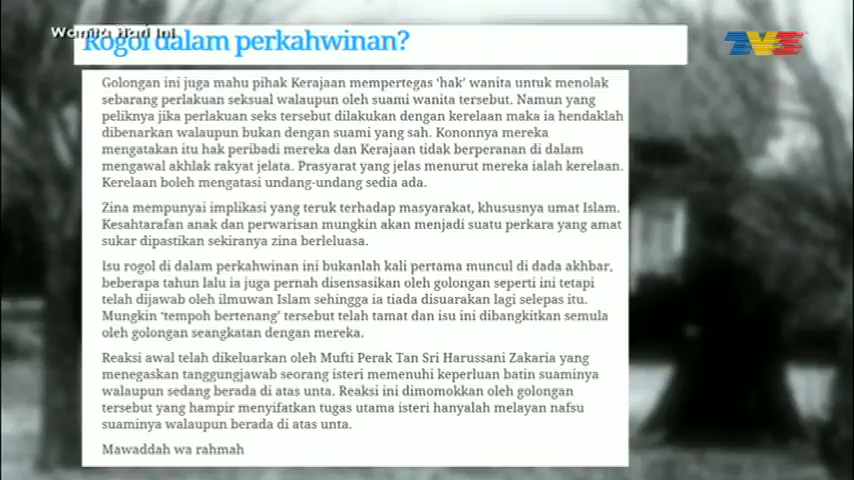 Wanita Hari Ini
TV3
Rogol dalam perkahwinan?
Golongan ini juga mahu pihak Kerajaan mempertegas 'hak' wanita untuk menolak
sebarang perlakuan seksual walaupun oleh suami wanita tersebut. Namun yang
peliknya jika perlakuan seks tersebut dilakukan dengan kerelaan maka ia hendaklah
dibenarkan walaupun bukan dengan suami yang sah. Kononnya mereka
mengatakan itu hak peribadi mereka dan Kerajaan tidak berperanan di dalam
mengawal akhlak rakyat jelata. Prasyarat yang jelas menurut mereka ialah kerelaan.
Kerelaan boleh mengatasi undang-undang sedia ada.
Zina mempunyai implikasi yang teruk terhadap masyarakat, khususnya umat Islam.
Kesahtarafan anak dan perwarisan mungkin akan menjadi suatu perkara yang amat
sukar dipastikan sekiranya zina berleluasa.
Isu rogol di dalam perkahwinan ini bukanlah kali pertama muncul di dada akhbar,
beberapa tahun lalu ia juga pernah disensasikan oleh golongan seperti ini tetapi
telah dijawab oleh ilmuwan Islam sehingga ia tiada disuarakan lagi selepas itu.
Mungkin 'tempoh bertenang' tersebut telah tamat dan isu ini dibangkitkan semula
oleh golongan seangkatan dengan mereka.
Reaksi awal telah dikeluarkan oleh Mufti Perak Tan Sri Harussani Zakaria yang
menegaskan tanggungjawab seorang isteri memenuhi keperluan batin suaminya
walaupun sedang berada di atas unta. Reaksi ini dimomokkan oleh golongan
tersebut yang hampir menyifatkan tugas utama isteri hanyalah melayan nafsu
suaminya walaupun berada di atas unta.
Mawaddah wa rahmah